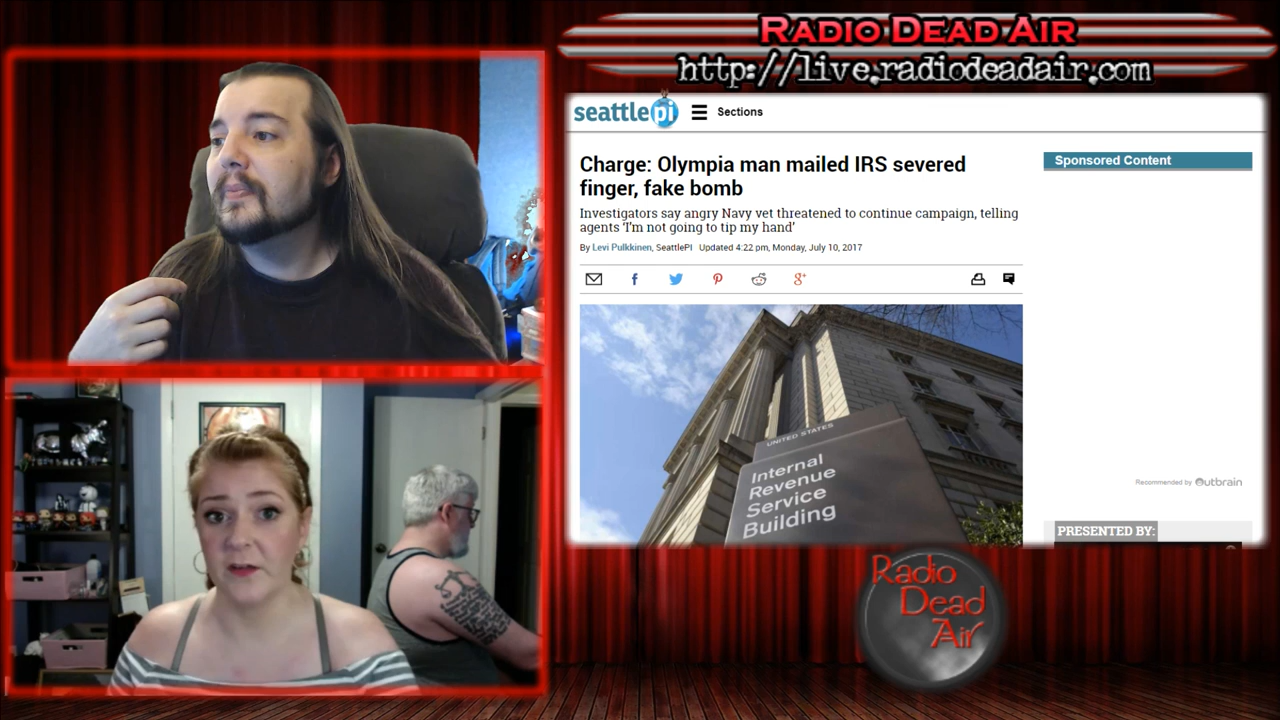 Radio Dead Air
http://live.radiodeadair.com
seattlepi
Sections
Charge: Olympia man mailed IRS severed
finger, fake bomb
Investigators say angry Navy vet threatened to continue campaign, telling
agents ‘I’m not going to tip my hand’
By Levi Pulkkinen, SeattlePI Updated 4:22 pm, Monday, July 10, 2017
Sponsored Content
UNITED STATES
Internal
Revenue
Service
Building
Recommended by Outbrain
PRESENTED BY:
Radio
Dead
Air